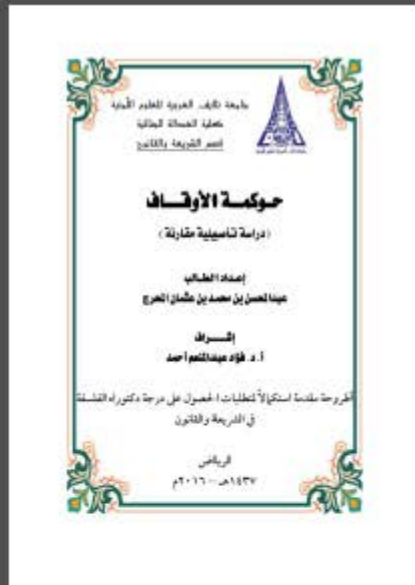 جامعة نايف العربية للعلوم الأمنية
كلية العدالة الجنائية
قسم الشريعة والقانون
حوكمة الأوقاف
(دراسة تأصيلية مقارنة)
إعداد الطالب
عبدالمحسن بن محمد بن عثمان المحرج
إشراف
أ. د. فؤاد عبدالمنعم أحمد
أطروحة مقدمة استكمالاً لمتطلبات الحصول على درجة دكتوراه الفلسفة
في الشريعة والقانون
الرياض
١٤٣٧هـ - ٢٠١٦م